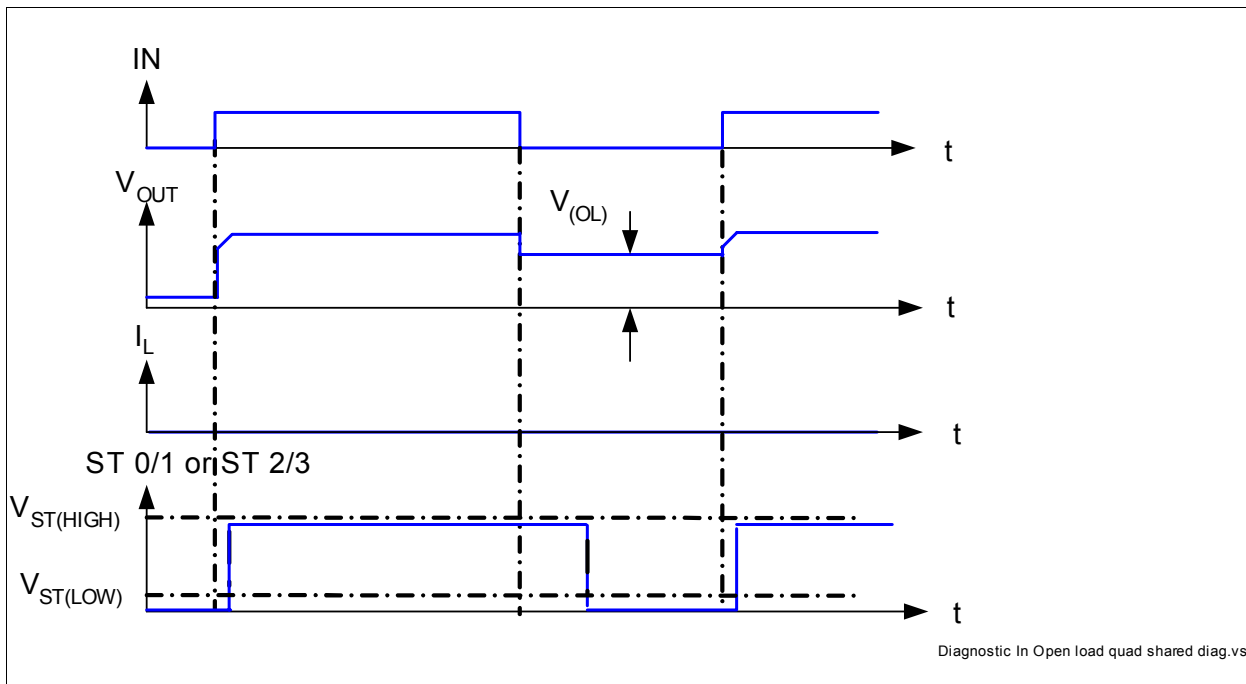 IN
t
V_OUT
V_(OL)
t
I_L
t
ST 0/1 or ST 2/3
V_ST(HIGH)
V_ST(LOW)
t
Diagnostic In Open load quad shared diag.vs